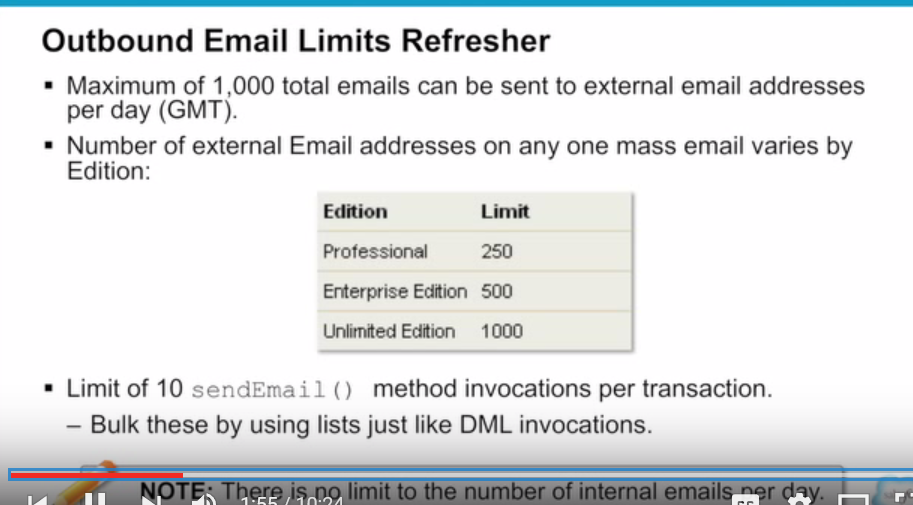 Outbound Email Limits Refresher
▪ Maximum of 1,000 total emails can be sent to external email addresses
per day (GMT).
▪ Number of external Email addresses on any one mass email varies by
Edition:
Edition Limit
Professional 250
Enterprise Edition 500
Unlimited Edition 1000
▪ Limit of 10 sendEmail() method invocations per transaction.
– Bulk these by using lists just like DML invocations.
NOTE: There is no limit to the number of internal emails per day.
1:55 / 10:24